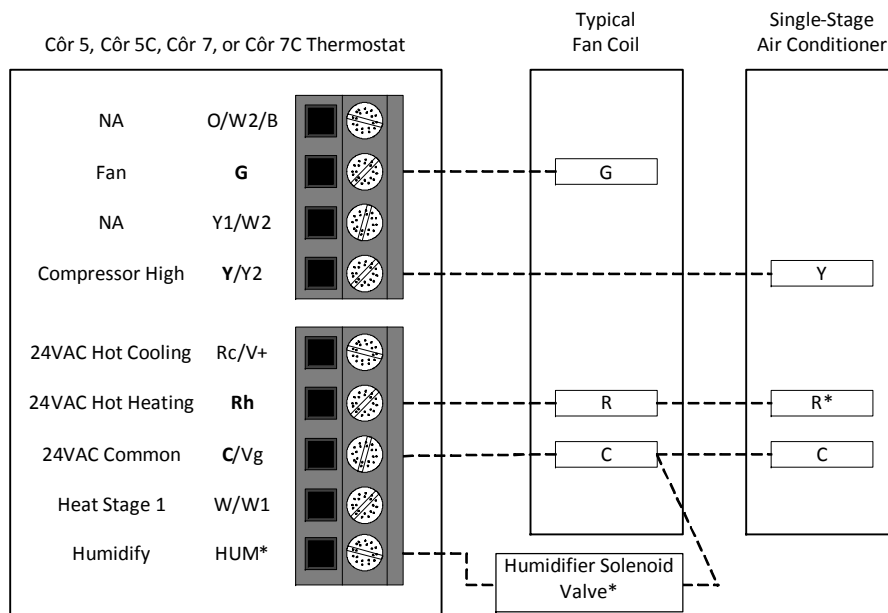 Côr 5, Côr 5C, Côr 7, or Côr 7C Thermostat
Typical
Fan Coil
Single-Stage
Air Conditioner
NA O/W2/B
Fan G
G
NA Y1/W2
Compressor High Y/Y2
Y
24VAC Hot Cooling Rc/V+
24VAC Hot Heating Rh
R
R*
24VAC Common C/Vg
C
C
Heat Stage 1 W/W1
Humidify HUM*
Humidifier Solenoid
Valve*